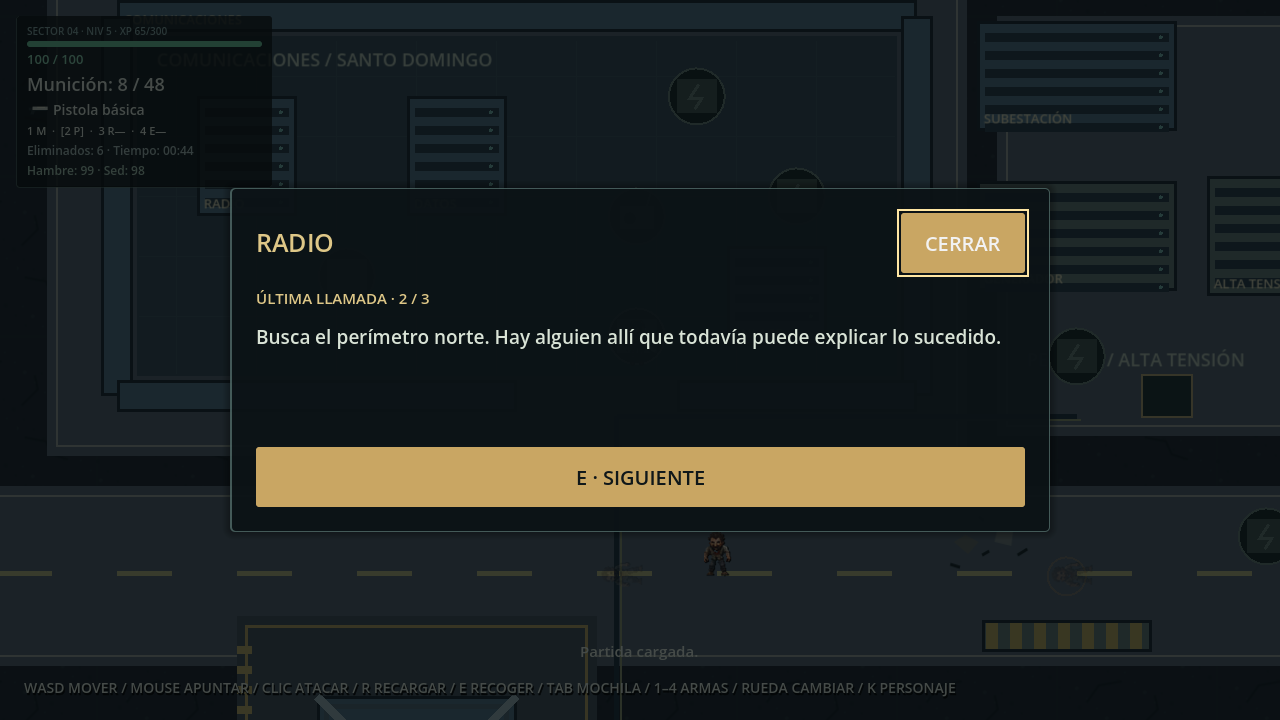 COMUNICACIONES
SECTOR 04 · NIV 5 · XP 65/300
100 / 100
Munición: 8 / 48
Pistola básica
1 M · [2 P] · 3 R— · 4 E—
Eliminados: 6 · Tiempo: 00:44
Hambre: 99 · Sed: 98
COMUNICACIONES / SANTO DOMINGO
SUBESTACIÓN
RAD
RADIO
CERRAR
ÚLTIMA LLAMADA · 2 / 3
Busca el perímetro norte. Hay alguien allí que todavía puede explicar lo sucedido.
E · SIGUIENTE
OR
ALTA TENS
/ ALTA TENSIÓN
Partida cargada.
WASD MOVER / MOUSE APUNTAR / CLIC ATACAR / R RECARGAR / E RECOGER / TAB MOCHILA / 1–4 ARMAS / RUEDA CAMBIAR / K PERSONAJE